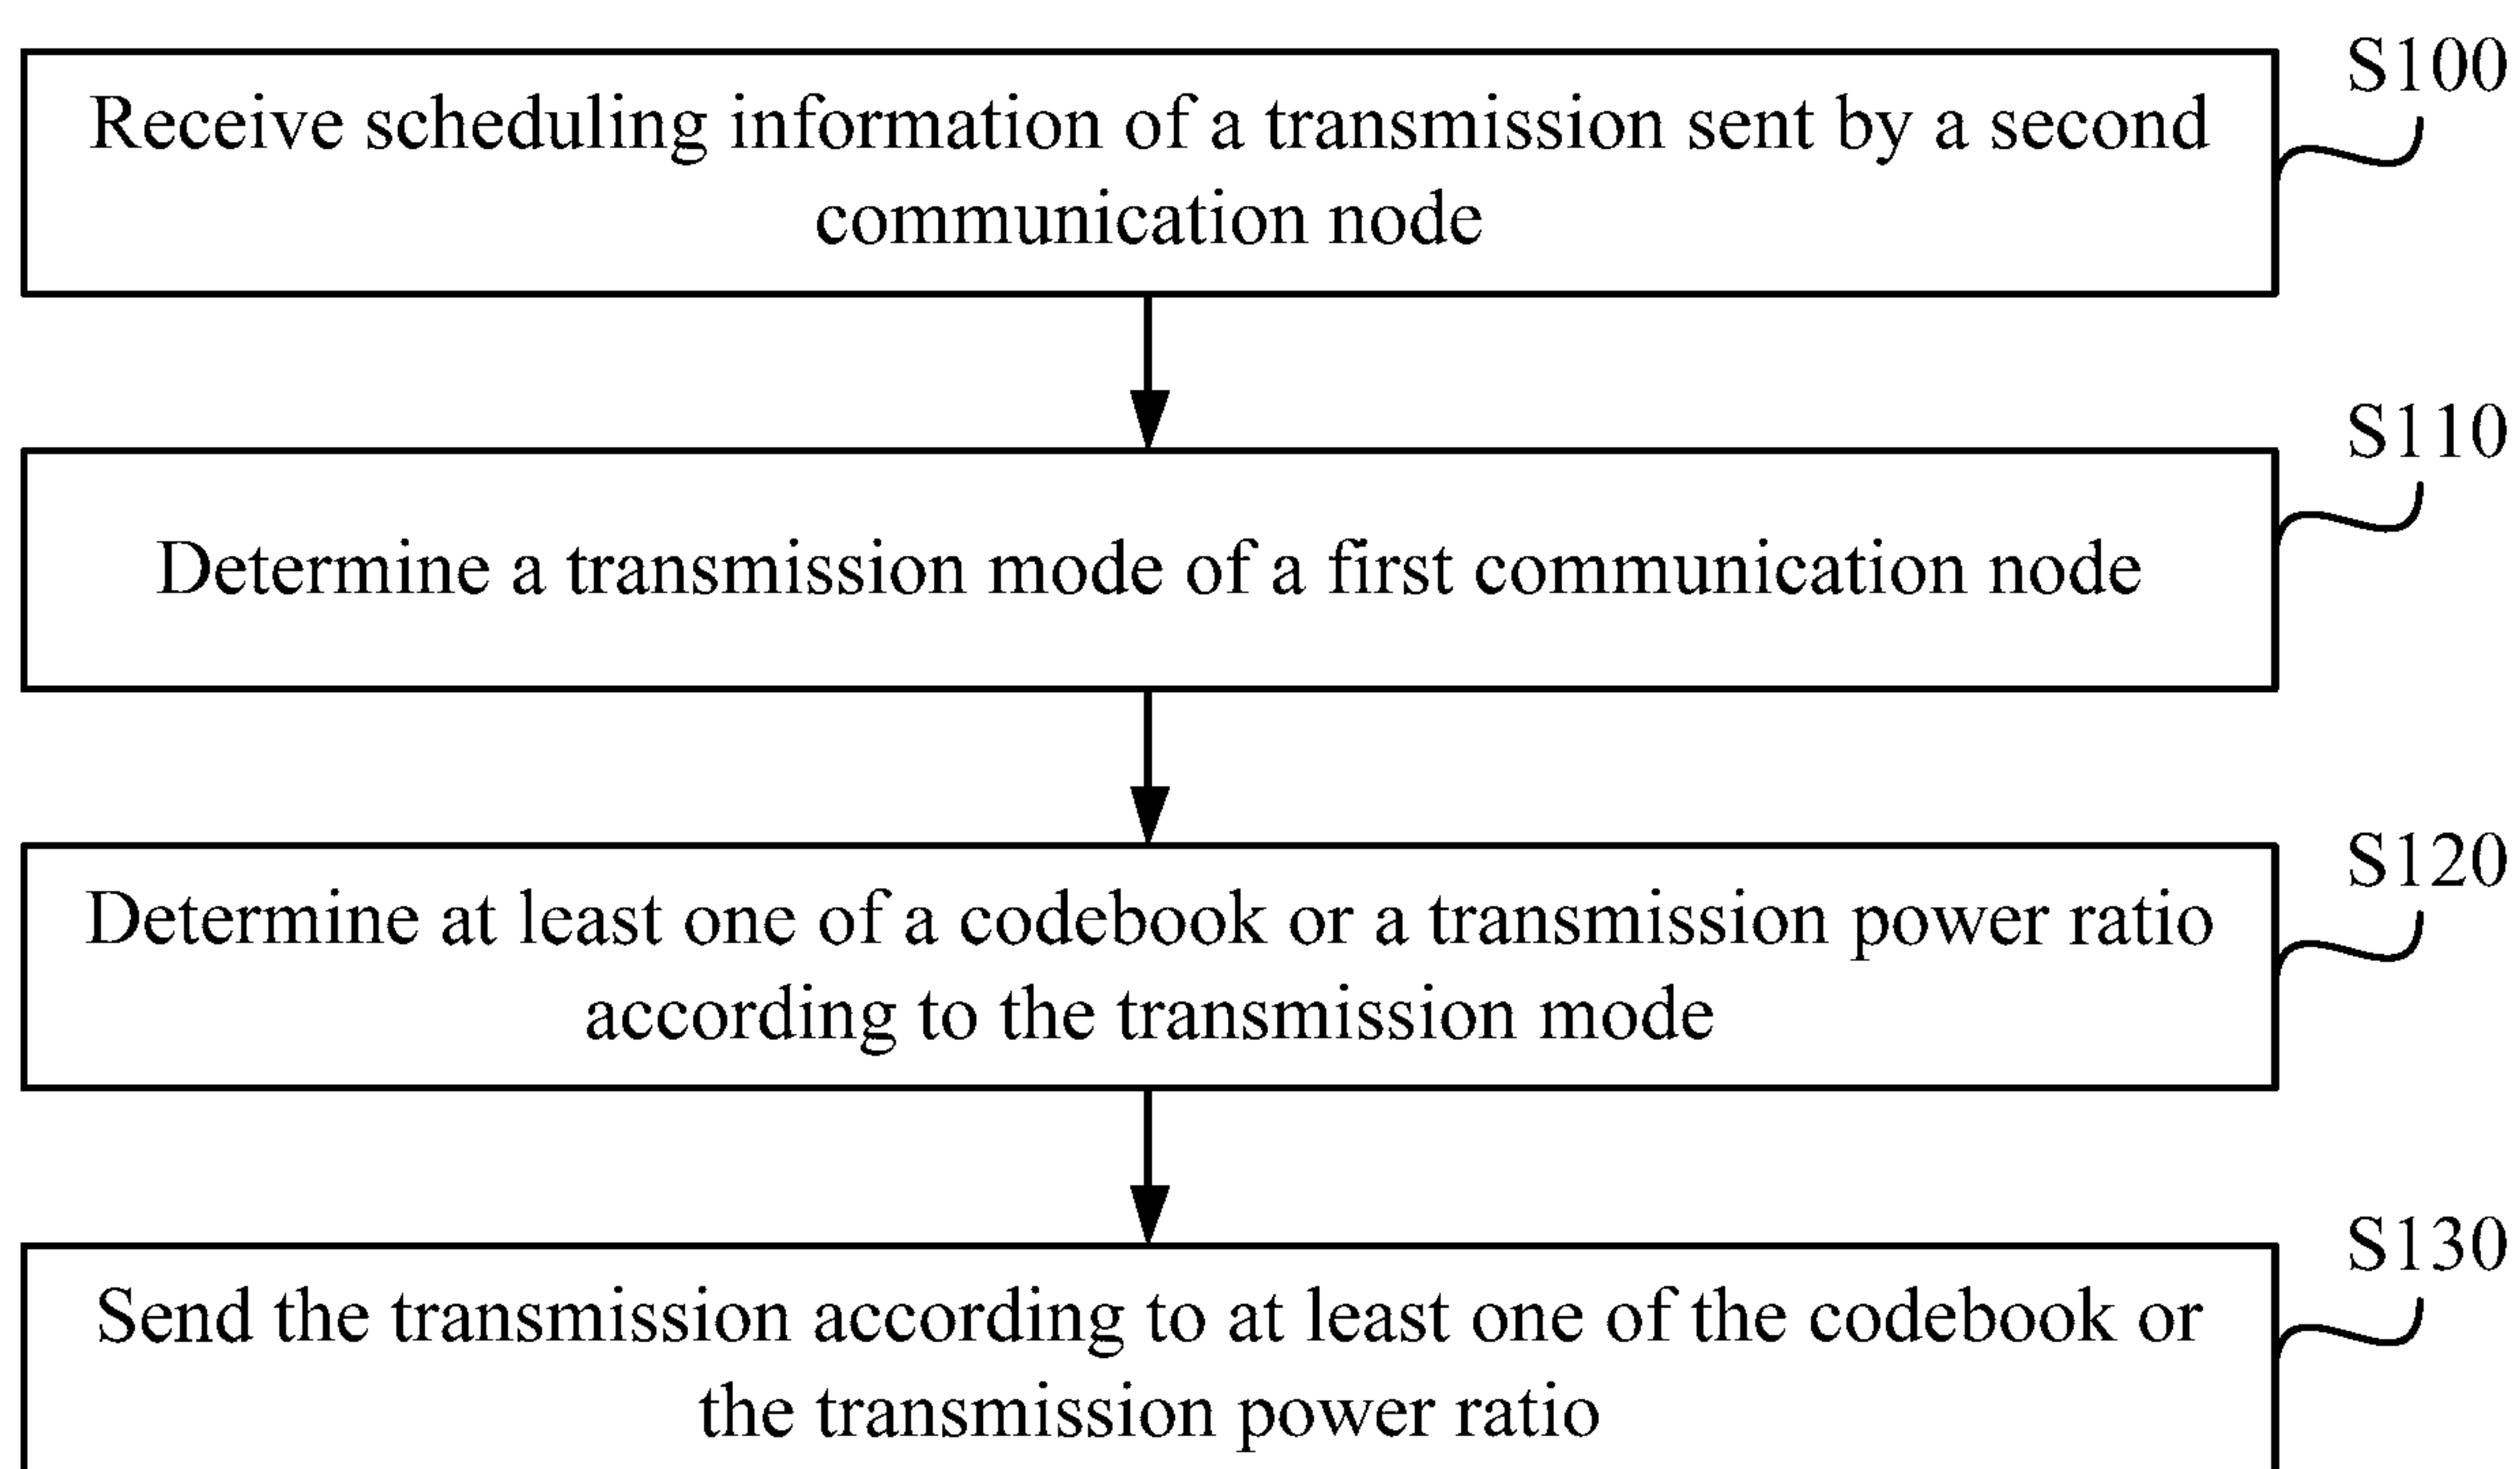 S100
Receive scheduling information of a transmission sent by a second
communication node
S110
Determine a transmission mode of a first communication node
S120
Determine at least one of a codebook or a transmission power ratio
according to the transmission mode
S130
Send the transmission according to at least one of the codebook or
the transmission power ratio